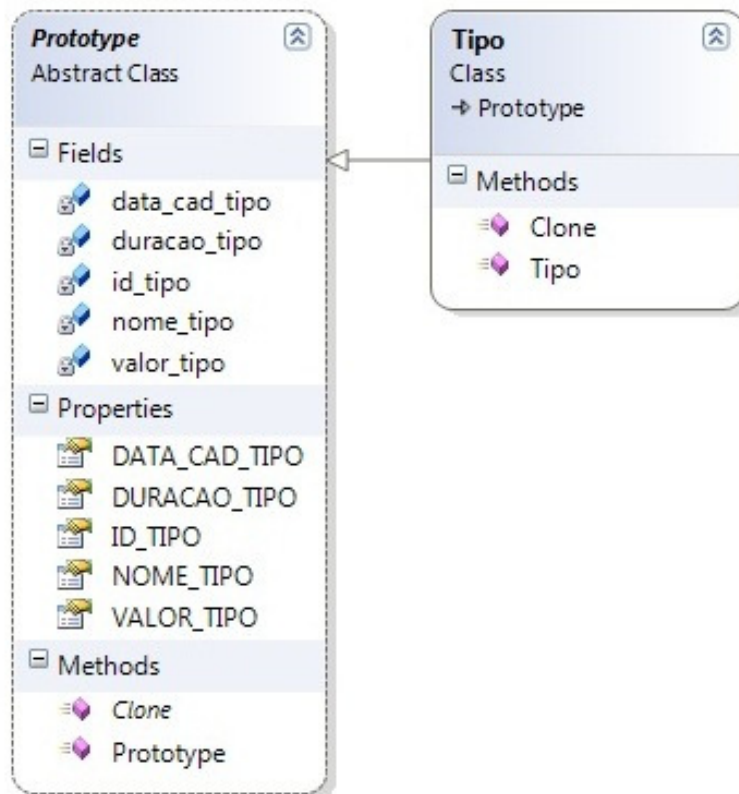 Prototype
Abstract Class
Fields
data_cad_tipo
duracao_tipo
id_tipo
nome_tipo
valor_tipo
Properties
DATA_CAD_TIPO
DURACAO_TIPO
ID_TIPO
NOME_TIPO
VALOR_TIPO
Methods
Clone
Prototype
Tipo
Class
Prototype
Methods
Clone
Tipo